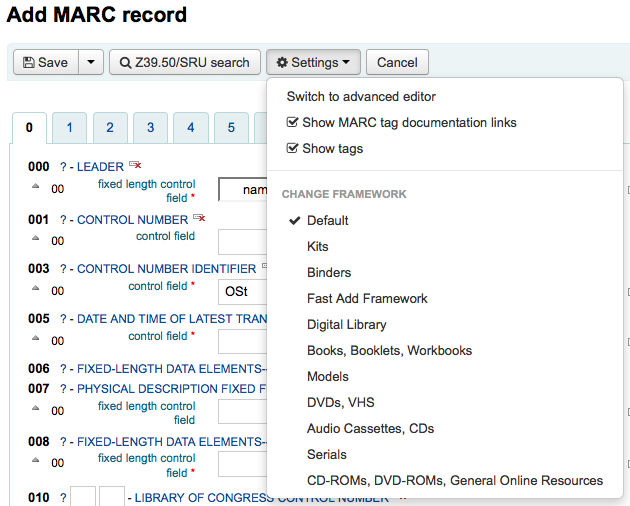 Add MARC record
Save Z39.50/SRU search Settings Cancel
Switch to advanced editor
Show MARC tag documentation links
Show tags
CHANGE FRAMEWORK
Default
Kits
Binders
Fast Add Framework
Digital Library
Books, Booklets, Workbooks
Models
DVDs, VHS
Audio Cassettes, CDs
Serials
CD-ROMs, DVD-ROMs, General Online Resources
0 1 2 3 4 5
000 ? - LEADER
00 fixed length control
field * nam
001 ? - CONTROL NUMBER
00 control field
003 ? - CONTROL NUMBER IDENTIFIER
00 control field * OSt
005 ? - DATE AND TIME OF LATEST TRAN
00 control field *
006 ? - FIXED-LENGTH DATA ELEMENTS--
007 ? - PHYSICAL DESCRIPTION FIXED F
00 fixed length control
field
008 ? - FIXED-LENGTH DATA ELEMENTS--
00 fixed length control
field *
010 ? - LIBRARY OF CONGRESS CONTROL NUMBER